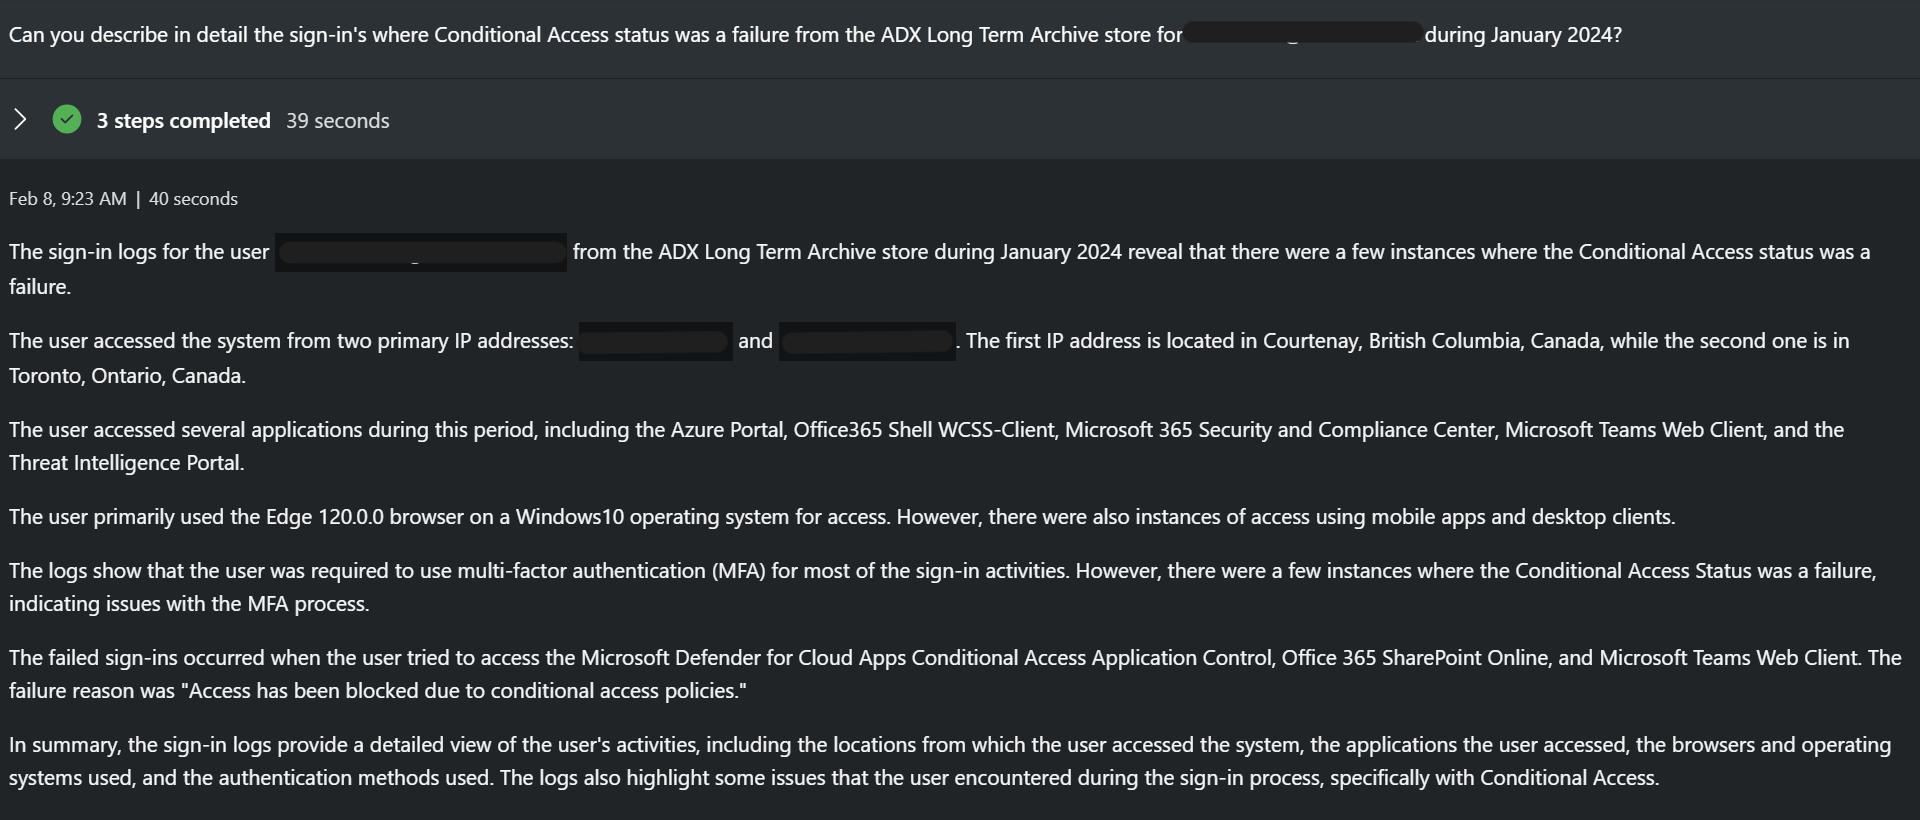 Can you describe in detail the sign-in's where Conditional Access status was a failure from the ADX Long Term Archive store for during January 2024?
3 steps completed 39 seconds
Feb 8, 9:23 AM | 40 seconds
The sign-in logs for the user from the ADX Long Term Archive store during January 2024 reveal that there were a few instances where the Conditional Access status was a
failure.
The user accessed the system from two primary IP addresses: and . The first IP address is located in Courtenay, British Columbia, Canada, while the second one is in
Toronto, Ontario, Canada.
The user accessed several applications during this period, including the Azure Portal, Office365 Shell WCSS-Client, Microsoft 365 Security and Compliance Center, Microsoft Teams Web Client, and the
Threat Intelligence Portal.
The user primarily used the Edge 120.0.0 browser on a Windows10 operating system for access. However, there were also instances of access using mobile apps and desktop clients.
The logs show that the user was required to use multi-factor authentication (MFA) for most of the sign-in activities. However, there were a few instances where the Conditional Access Status was a failure,
indicating issues with the MFA process.
The failed sign-ins occurred when the user tried to access the Microsoft Defender for Cloud Apps Conditional Access Application Control, Office 365 SharePoint Online, and Microsoft Teams Web Client. The
failure reason was "Access has been blocked due to conditional access policies."
In summary, the sign-in logs provide a detailed view of the user's activities, including the locations from which the user accessed the system, the applications the user accessed, the browsers and operating
systems used, and the authentication methods used. The logs also highlight some issues that the user encountered during the sign-in process, specifically with Conditional Access.